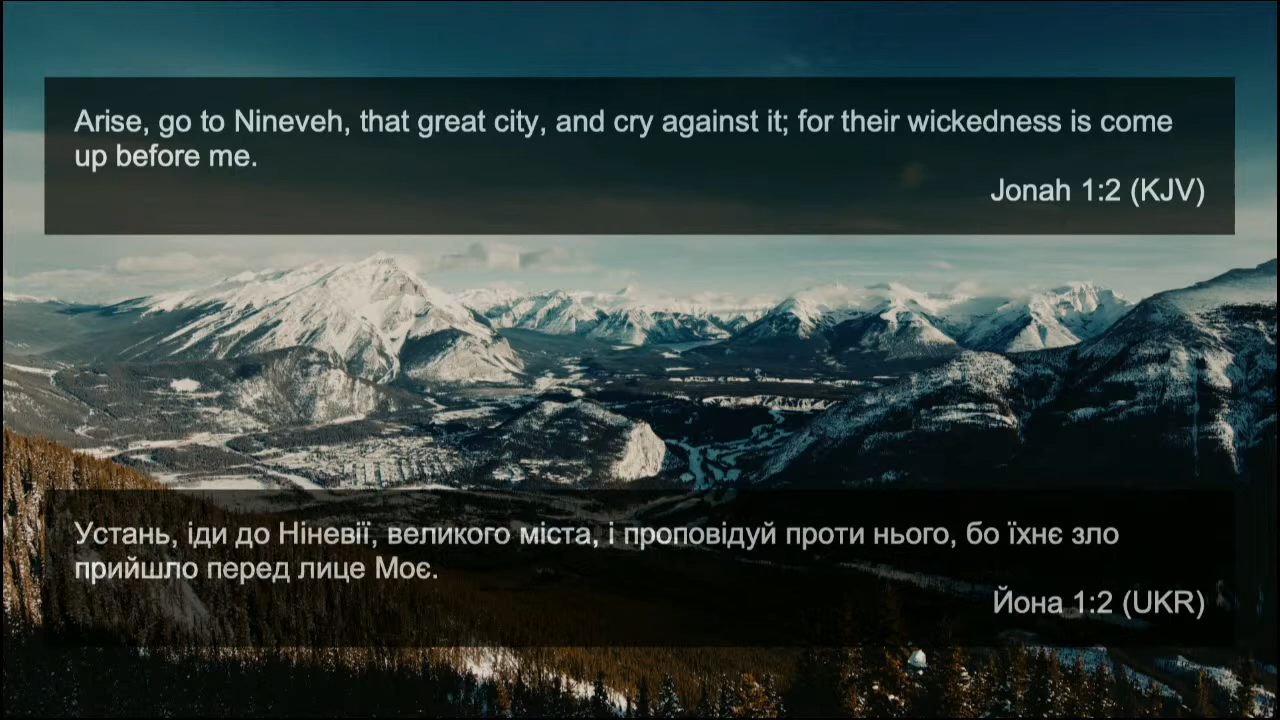 Arise, go to Nineveh, that great city, and cry against it; for their wickedness is come
up before me.
Jonah 1:2 (KJV)
Устань, іди до Ніневії, великого міста, і проповідуй проти нього, бо їхнє зло
прийшло перед лице Моє.
Йона 1:2 (UKR)